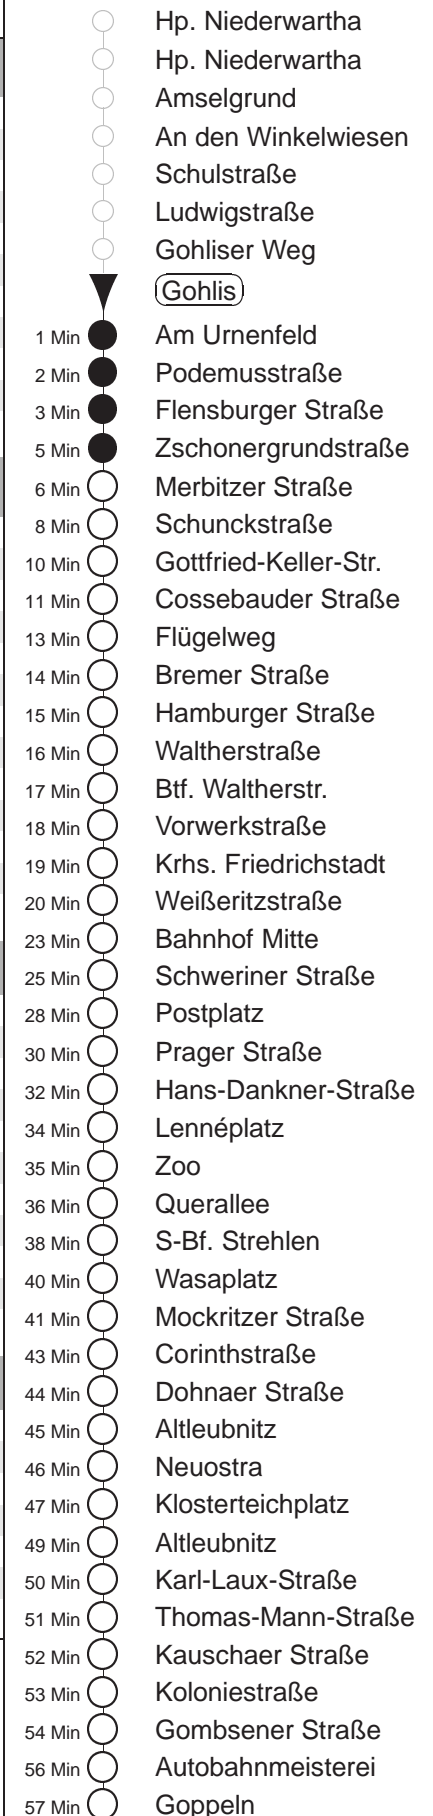 Hp. Niederwartha
Hp. Niederwartha
Amselgrund
An den Winkelwiesen
Schulstraße
Ludwigstraße
Gohliser Weg
Gohlis
1 Min Am Urnenfeld
2 Min Podemusstraße
3 Min Flensburger Straße
5 Min Zschonergrundstraße
6 Min Merbitzer Straße
8 Min Schunckstraße
10 Min Gottfried-Keller-Str.
11 Min Cossebauder Straße
13 Min Flügelweg
14 Min Bremer Straße
15 Min Hamburger Straße
16 Min Waltherstraße
17 Min Btf. Waltherstr.
18 Min Vorwerkstraße
19 Min Krhs. Friedrichstadt
20 Min Weißeritzstraße
23 Min Bahnhof Mitte
25 Min Schweriner Straße
28 Min Postplatz
30 Min Prager Straße
32 Min Hans-Dankner-Straße
34 Min Lennéplatz
35 Min Zoo
36 Min Querallee
38 Min S-Bf. Strehlen
40 Min Wasaplatz
41 Min Mockritzer Straße
43 Min Corinthstraße
44 Min Dohnaer Straße
45 Min Altleubnitz
46 Min Neuostra
47 Min Klosterteichplatz
49 Min Altleubnitz
50 Min Karl-Laux-Straße
51 Min Thomas-Mann-Straße
52 Min Kauschaer Straße
53 Min Koloniestraße
54 Min Gombsener Straße
56 Min Autobahnmeisterei
57 Min Goppeln